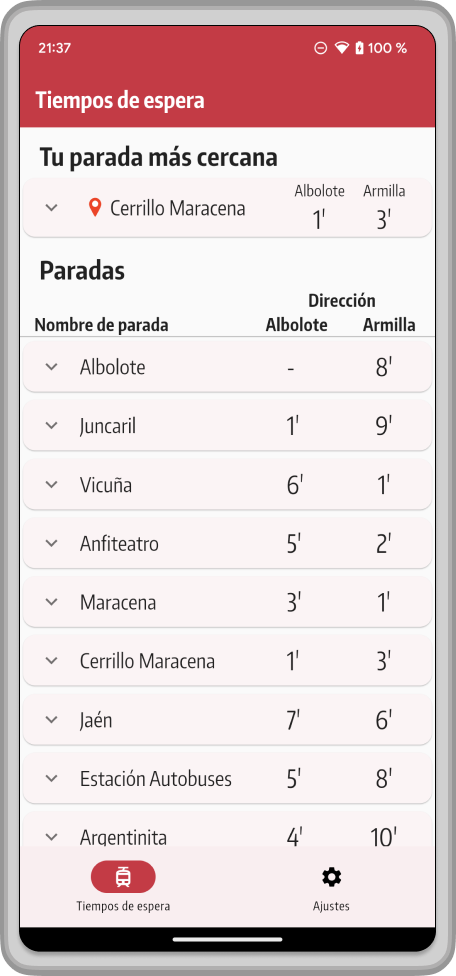 21:37 100 %
Tiempos de espera
Tu parada más cercana
Albolote Armilla
Cerrillo Maracena 1' 3'
Paradas
Dirección
Nombre de parada Albolote Armilla
Albolote - 8'
Juncaril 1' 9'
Vicuña 6' 1'
Anfiteatro 5' 2'
Maracena 3' 1'
Cerrillo Maracena 1' 3'
Jaén 7' 6'
Estación Autobuses 5' 8'
Argentinita 4' 10'
Tiempos de espera Ajustes